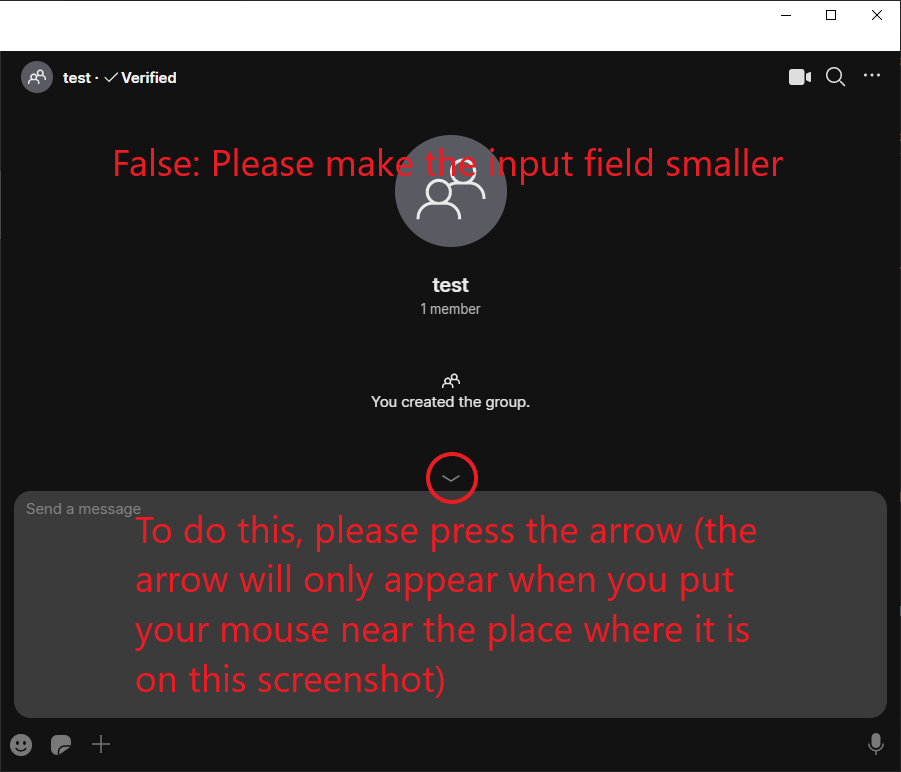 test · ✓ Verified
False: Please make the input field smaller
test
1 member
You created the group.
Send a message
To do this, please press the arrow (the
arrow will only appear when you put
your mouse near the place where it is
on this screenshot)